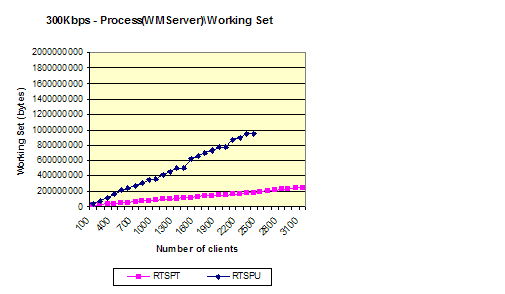 300Kbps - Process(WMServer)\Working Set
2000000000
1800000000
1600000000
1400000000
1200000000
1000000000
800000000
600000000
400000000
200000000
0
Working Set (bytes)
100 400 700 1000 1300 1600 1900 2200 2500 2800 3100
Number of clients
RTSPT RTSPU